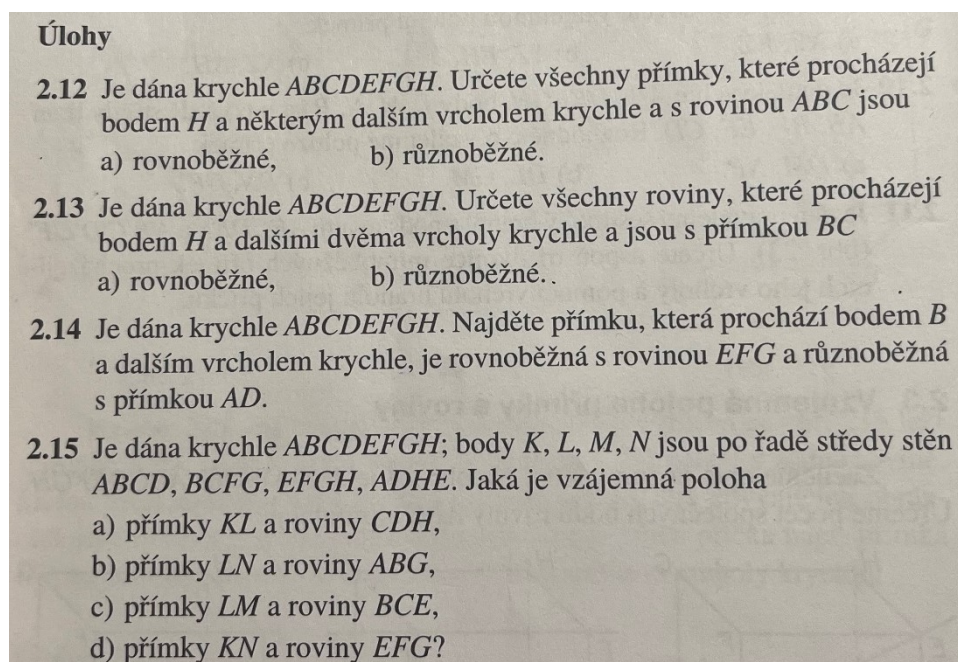 Úlohy
2.12 Je dána krychle ABCDEFGH. Určete všechny přímky, které procházejí
bodem H a některým dalším vrcholem krychle a s rovinou ABC jsou
a) rovnoběžné, b) různoběžné.
2.13 Je dána krychle ABCDEFGH. Určete všechny roviny, které procházejí
bodem H a dalšími dvěma vrcholy krychle a jsou s přímkou BC
a) rovnoběžné, b) různoběžné.
2.14 Je dána krychle ABCDEFGH. Najděte přímku, která prochází bodem B
a dalším vrcholem krychle, je rovnoběžná s rovinou EFG a různoběžná
s přímkou AD.
2.15 Je dána krychle ABCDEFGH; body K, L, M, N jsou po řadě středy stěn
ABCD, BCFG, EFGH, ADHE. Jaká je vzájemná poloha
a) přímky KL a roviny CDH,
b) přímky LN a roviny ABG,
c) přímky LM a roviny BCE,
d) přímky KN a roviny EFG?